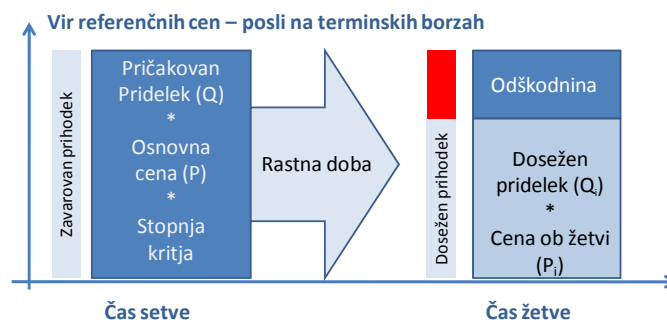 Vir referenčnih cen – posli na terminskih borzah
Zavarovan prihodek
Pričakovan
Pridelek (Q)
*
Osnovna
cena (P)
*
Stopnja
kritja
Rastna doba
Dosežen prihodek
Odškodnina
Dosežen
pridelek (Qᵢ)
*
Cena ob žetvi
(Pᵢ)
Čas setve
Čas žetve